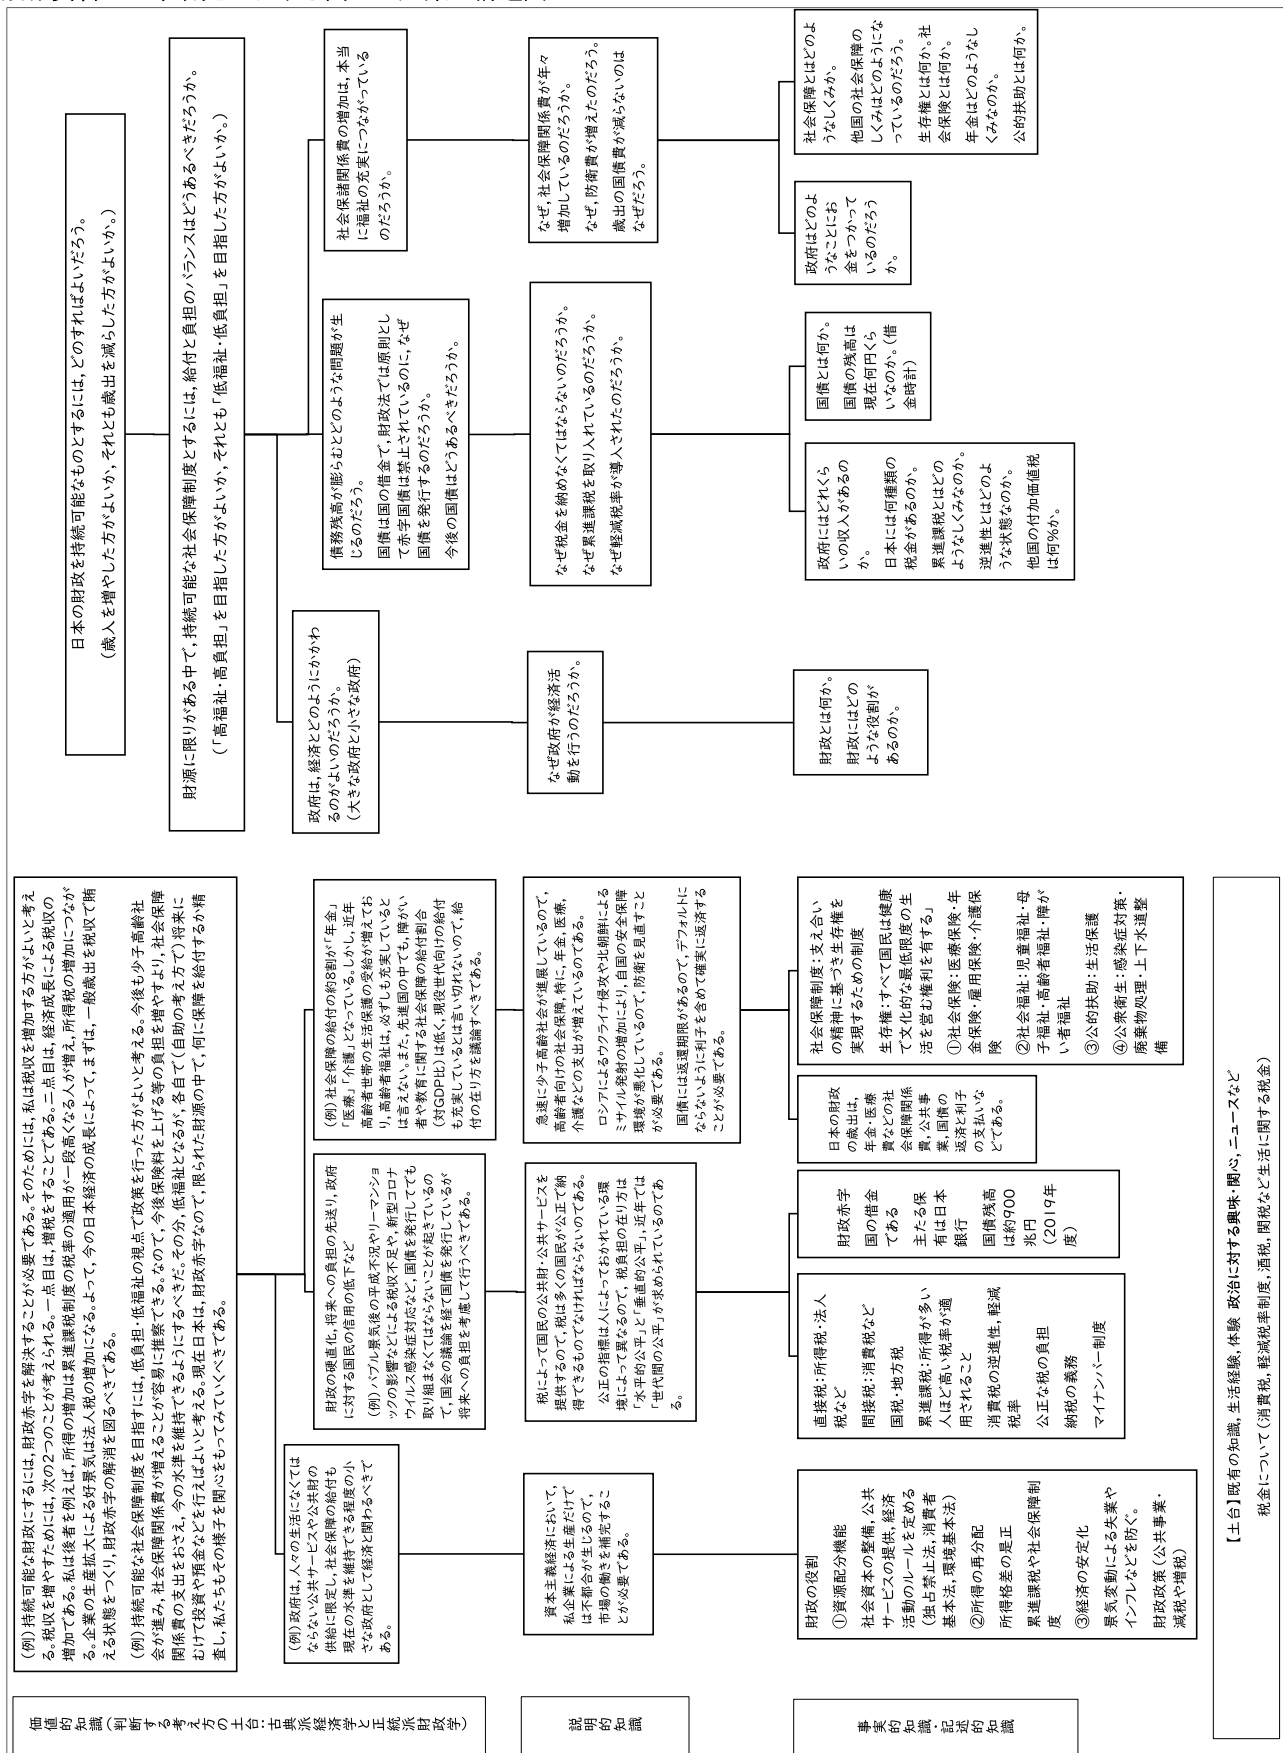 日本の財政を持続可能なものとするには，どのすればよいだろう。
（歳入を増やした方がよいか，それとも歳出を減らした方がよいか。）
財源に限りがある中で，持続可能な社会保障制度とするには，給付と負担のバランスはどうあるべきだろうか。
（「高福祉・高負担」を目指した方がよいか，それとも「低福祉・低負担」を目指した方がよいか。）
政府は，経済とどのようにかかわ
るのがよいのだろうか。
（大きな政府と小さな政府）
債務残高が膨らむとどのような問題が生
じるのだろう。
国債は国の借金で，財政法では原則とし
て赤字国債は禁止されているのに，なぜ
国債を発行するのだろうか。
今後の国債はどうあるべきだろうか。
社会保諸関係費の増加は，本当
に福祉の充実につながっている
のだろうか。
なぜ政府が経済活
動を行うのだろうか。
なぜ税金を納めなくてはならないのだろうか。
なぜ累進課税を取り入れているのだろうか。
なぜ軽減税率が導入されたのだろうか。
なぜ，社会保障関係費が年々
増加しているのだろうか。
なぜ，防衛費が増えたのだろう。
歳出の国債費が減らないのは
なぜだろう。
財政とは何か。
財政にはどの
ような役割が
あるのか。
政府にはどれくら
いの収入があるの
か。
日本には何種類の
税金があるのか。
累進課税とはどの
ようなしくみなのか。
逆進性とはどのよ
うな状態なのか。
他国の付加価値税
は何％か。
国債とは何か。
国債の残高は
現在何円くら
いなのか。（借
金時計）
政府はどのよ
うなことにお
金をつかって
いるのだろう
か。
社会保障とはどのよ
うなしくみか。
他国の社会保障の
しくみはどのようにな
っているのだろう。
生存権とは何か。社
会保険とは何か。
年金はどのようなし
くみなのか。
公的扶助とは何か。
（例）持続可能な財政にするには，財政赤字を解決することが必要である。そのためには，私は税収を増加する方がよいと考え
る。税収を増やすためには，次の２つのことが考えられる。一点目は，増税をすることである。二点目は，経済成長による税収の
増加である。私は後者を例えば，所得の増加は累進課税制度の税率の適用が一段高くなる人が増え，所得税の増加につなが
る。企業の生産拡大による好景気は法人税の増加になる。よって，今の日本経済の成長によって，まずは，一般歳出を税収で賄
える状態をつくり，財政赤字の解消を図るべきである。
（例）持続可能な社会保障制度を目指すには，低負担・低福祉の視点で政策を行った方がよいと考える。今後も少子高齢社
会が進み，社会保障関係費が増えることが容易に推察できる。なので，今後保険料を上げる等の負担を増やすより，社会保障
関係費の支出をおさえ，今の水準を維持できるようにするべきだ。その分，低福祉となるが，各自で（自助の考え方で）将来に
むけて投資や預金などを行えばよいと考える。現在日本は，財政赤字なので，限られた財源の中で，何に保障を給付するか精
査し，私たちもその様子を関心をもってみていくべきである。
（例）政府は，人々の生活になくては
ならない公共サービスや公共財の
供給に限定し，社会保障の給付も
現在の水準を維持できる程度の小
さな政府として経済と関わるべきで
ある。
財政の硬直化，将来への負担の先送り，政府
に対する国民の信用の低下など
（例）バブル景気後の平成不況やリーマンショ
ックの影響などによる税収不足や，新型コロナ
ウイルス感染症対応など，国債を発行してでも
取り組まなくてはならないことが起きているの
で，国会の議論を経て国債を発行しているが
将来への負担を考慮して行うべきである。
（例）社会保障の給付の約８割が「年金」
「医療」「介護」となっている。しかし，近年
高齢者世帯の生活保護の受給が増えてお
り，高齢者福祉は，必ずしも充実していると
は言えない。また，先進国の中でも，障がい
者や教育に関する社会保障の給付割合
（対GDP比）は低く，現役世代向けの給付
も充実しているとは言い切れないので，給
付の在り方を議論すべきである。
資本主義経済において，
私企業による生産だけで
は不都合が生じるので，
市場の働きを補完するこ
とが必要である。
税によって国民の公共財・公共サービスを
提供するので，税は多くの国民が公正で納
得できるものでなければならないのである。
公正の指標は人によっておかれている環
境によって異なるので，税負担の在り方は
「水平的公平」と「垂直的公平」，近年では
「世代間の公平」が求められているのであ
る。
急速に少子高齢社会が進展しているので，
高齢者向けの社会保障，特に，年金，医療，
介護などの支出が増えているのである。
ロシアによるウクライナ侵攻や北朝鮮による
ミサイル発射の増加により，自国の安全保障
環境が悪化しているので，防衛を見直すこと
が必要である。
国債には返還期限があるので，デフォルトに
ならないように利子を含めて確実に返済する
ことが必要である。
財政の役割
①資源配分機能
社会資本の整備，公共
サービスの提供，経済
活動のルールを定める
（独占禁止法，消費者
基本法，環境基本法）
②所得の再分配
所得格差の是正
累進課税や社会保障制
度
③経済の安定化
景気変動による失業や
インフレなどを防ぐ。
財政政策（公共事業・
減税や増税）
直接税：所得税・法人
税など
間接税：消費税など
国税・地方税
累進課税：所得が多い
人ほど高い税率が適
用されること
消費税の逆進性，軽減
税率
公正な税の負担
納税の義務
マイナンバー制度
財政赤字
国の借金
である
主たる保
有は日本
銀行
国債残高
は約900
兆円
（2019年
度）
日本の財政
の歳出は，
年金・医療
費などの社
会保障関係
費，公共事
業，国債の
返済と利子
の支払いな
どである。
社会保障制度：支え合い
の精神に基づき生存権を
実現するための制度
生存権：すべて国民は健康
で文化的な最低限度の生
活を営む権利を有する」
①社会保険：医療保険・年
金保険・雇用保険・介護保
険
②社会福祉：児童福祉・母
子福祉・高齢者福祉・障が
い者福祉
③公的扶助：生活保護
④公衆衛生：感染症対策・
廃棄物処理・上下水道整
備
価値的知識（判断する考え方の土台：古典派経済学と正統派財政学）
説明的知識
事実的知識・記述的知識
【土台】既有の知識，生活経験，体験 政治に対する興味・関心，ニュースなど
税金について（消費税，軽減税率制度，酒税，関税など生活に関する税金）